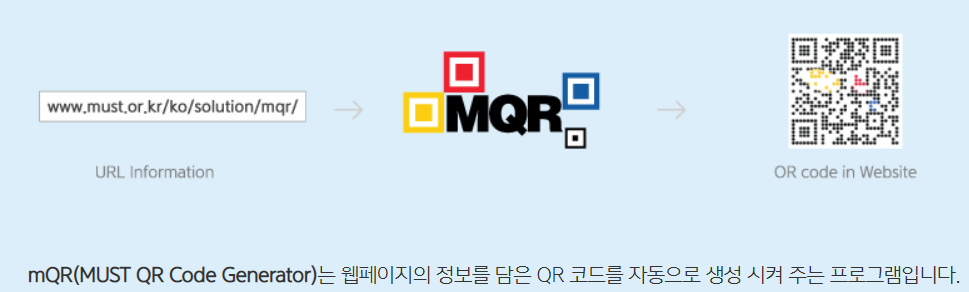 www.must.or.kr/ko/solution/mqr/
MQR
URL Information
QR code in Website
mQR(MUST QR Code Generator)는 웹페이지의 정보를 담은 QR 코드를 자동으로 생성 시켜 주는 프로그램입니다.